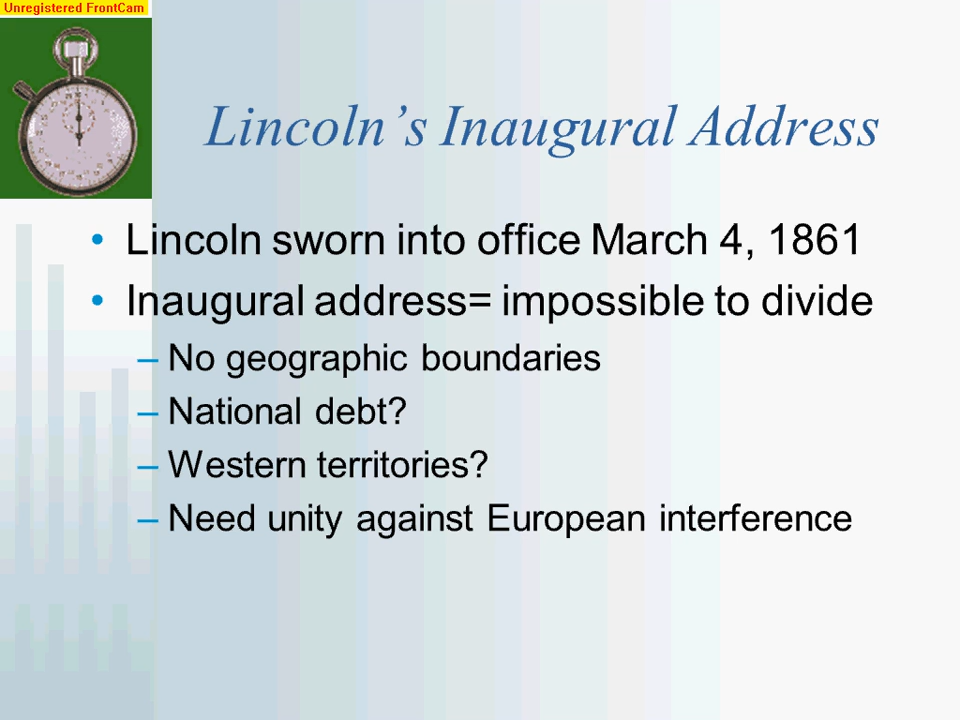 Unregistered FrontCam
Lincoln’s Inaugural Address
• Lincoln sworn into office March 4, 1861
• Inaugural address= impossible to divide
– No geographic boundaries
– National debt?
– Western territories?
– Need unity against European interference